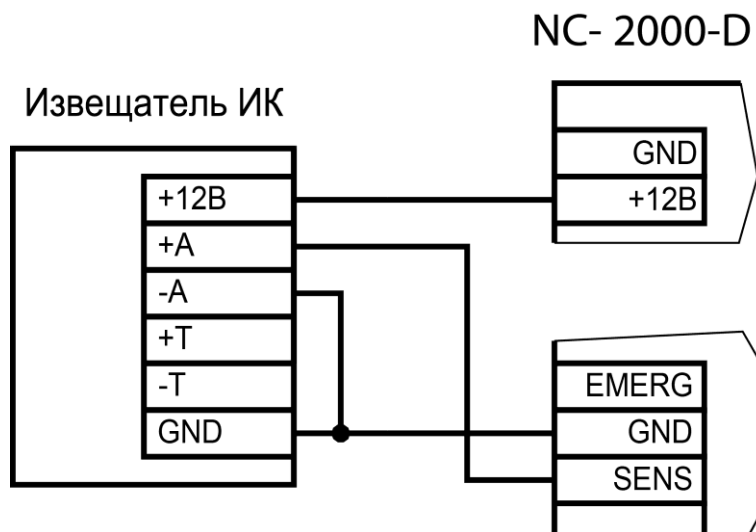 NC- 2000-D
Извещатель ИК
GND
+12В
+12В
+А
-А
+Т
-Т
GND
EMERG
GND
SENS